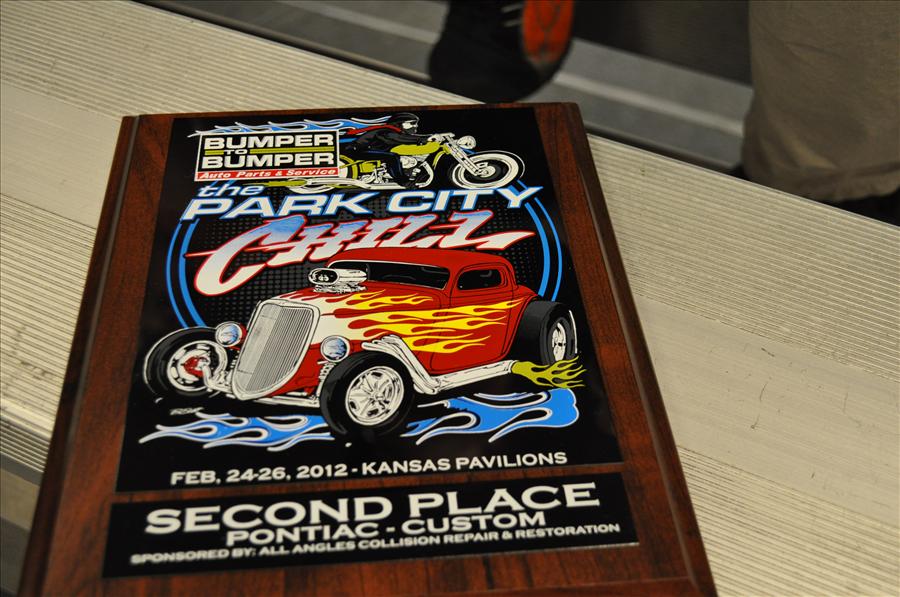 BUMPER
TO
BUMPER
Auto Parts & Service
the
PARK CITY
CHILL
FEB, 24-26, 2012 - KANSAS PAVILIONS
SECOND PLACE
PONTIAC - CUSTOM
SPONSORED BY: ALL ANGLES COLLISION REPAIR & RESTORATION